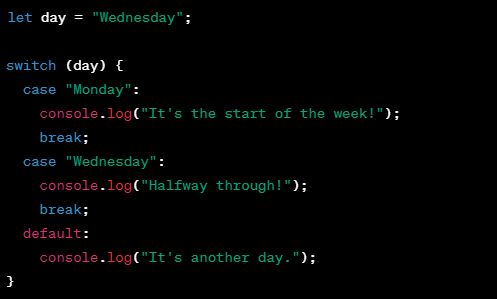 let day = "Wednesday";
switch (day) {
  case "Monday":
    console.log("It's the start of the week!");
    break;
  case "Wednesday":
    console.log("Halfway through!");
    break;
  default:
    console.log("It's another day.");
}